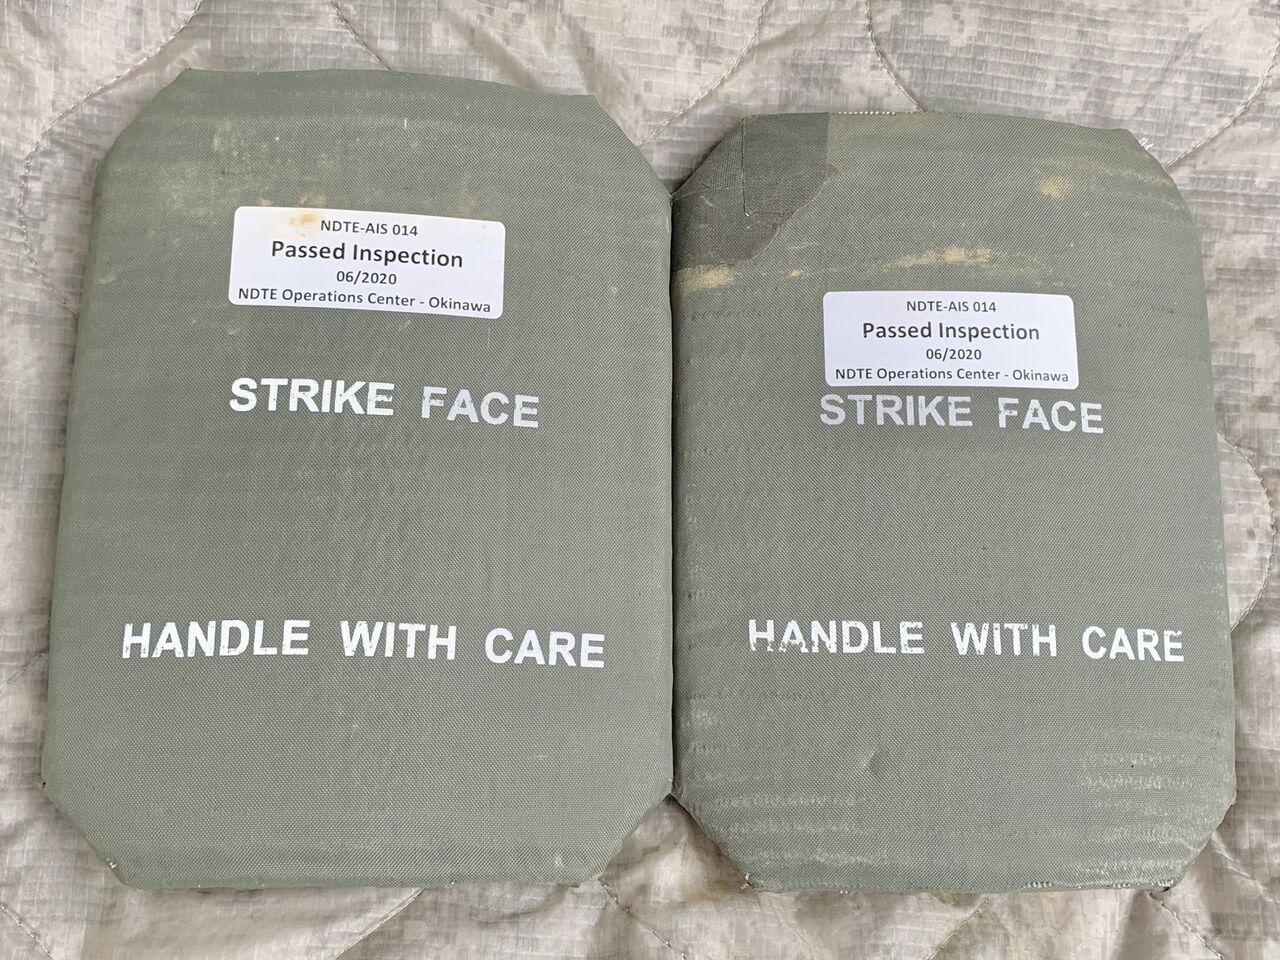 NDTE-AIS 014
Passed Inspection
06/2020
NDTE Operations Center - Okinawa
STRIKE FACE
HANDLE WITH CARE
NDTE-AIS 014
Passed Inspection
06/2020
NDTE Operations Center - Okinawa
STRIKE FACE
HANDLE WITH CARE